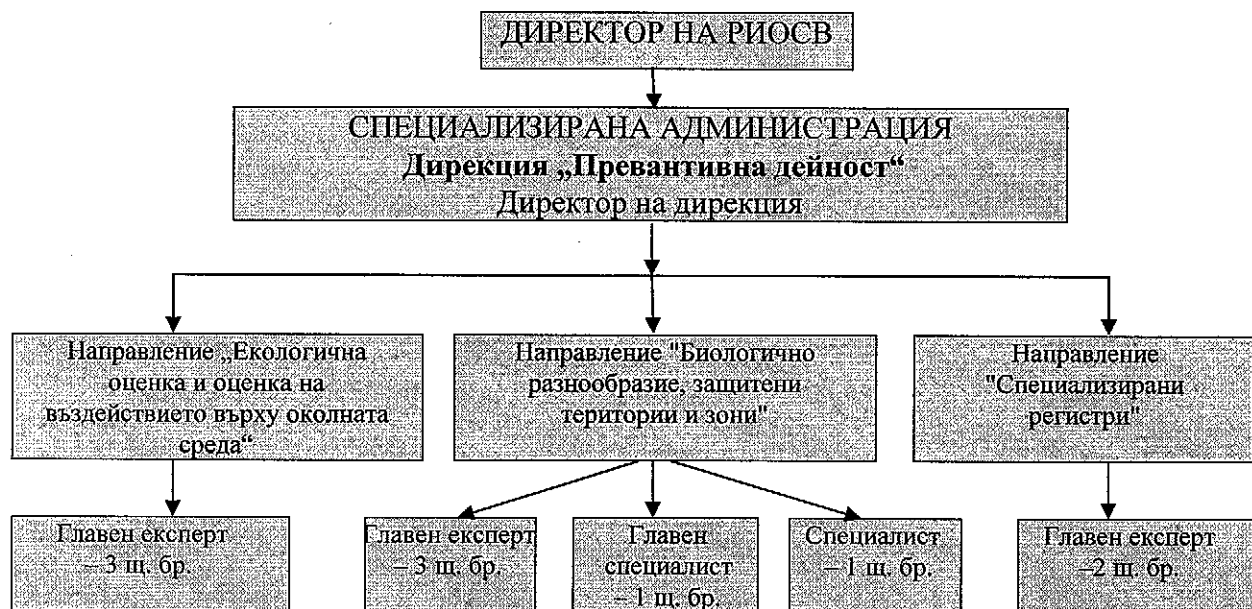 ДИРЕКТОР НА РИОСВ
СПЕЦИАЛИЗИРАНА АДМИНИСТРАЦИЯ
Дирекция „Превантивна дейност“
Директор на дирекция
Направление „Екологична
оценка и оценка на
въздействието върху околната
среда“
Направление "Биологично
разнообразие, защитени
територии и зони"
Направление
"Специализирани
регистри"
Главен експерт
– 3 щ. бр.
Главен експерт
– 3 щ. бр.
Главен
специалист
– 1 щ. бр.
Специалист
– 1 щ. бр.
Главен експерт
–2 щ. бр.